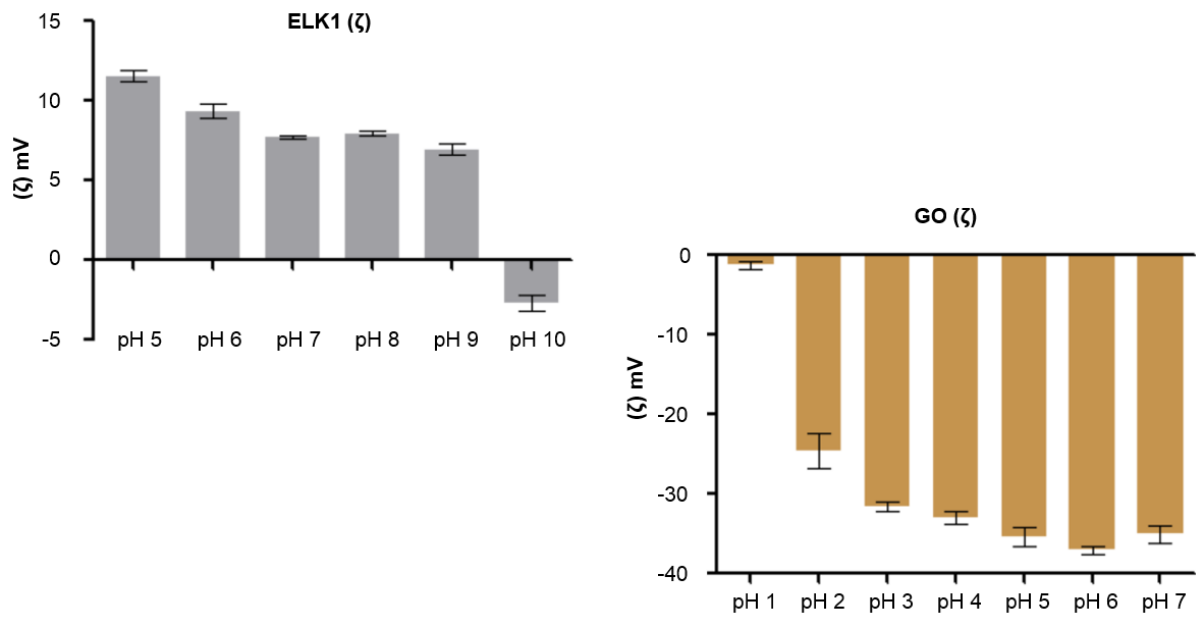 ELK1 (ζ)
15
10
5
0
-5
(ζ) mV
pH 5 pH 6 pH 7 pH 8 pH 9 pH 10
GO (ζ)
0
-10
-20
-30
-40
(ζ) mV
pH 1 pH 2 pH 3 pH 4 pH 5 pH 6 pH 7